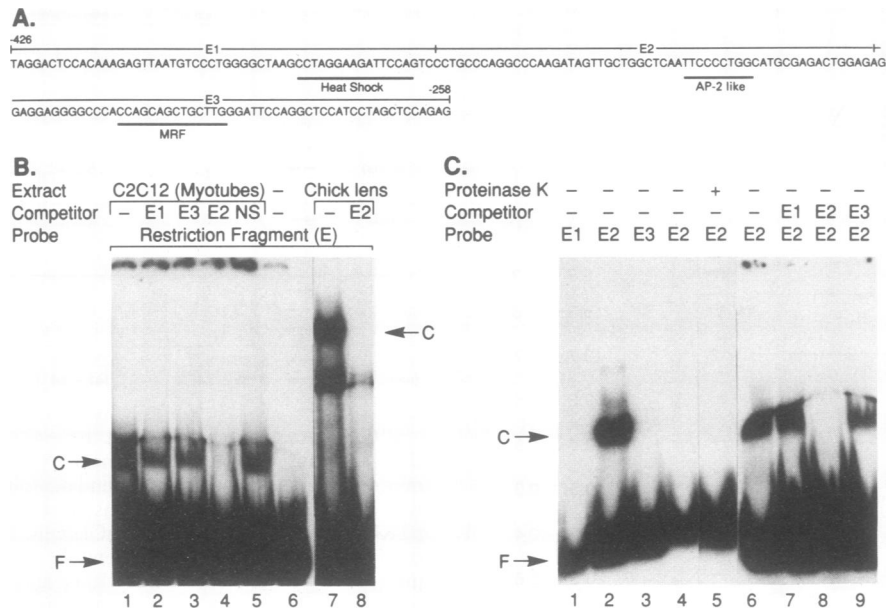 A.
-426 E1 E2
TAGGACTCCACAAAGAGTTAATGTCCCTGGGGCTAAGCCTAGGAAGATTCCAGTCCCTGCCCAGGCCCAAGATAGTTGCTGGCTCAATTCCCCTGGCATGCGAGACTGGAGAG
Heat Shock AP-2 like
E3 -258
GAGGAGGGGCCCACCAGCAGCTGCTTGGGATTCCAGGCTCCATCCTAGCTCCAGAG
MRF
B.
Extract C2C12 (Myotubes) – Chick lens
Competitor – E1 E3 E2 NS – – E2
Probe Restriction Fragment (E)
C
C
F
1 2 3 4 5 6 7 8
C.
Proteinase K – – – – + – – – –
Competitor – – – – – – E1 E2 E3
Probe E1 E2 E3 E2 E2 E2 E2 E2 E2
C
F
1 2 3 4 5 6 7 8 9